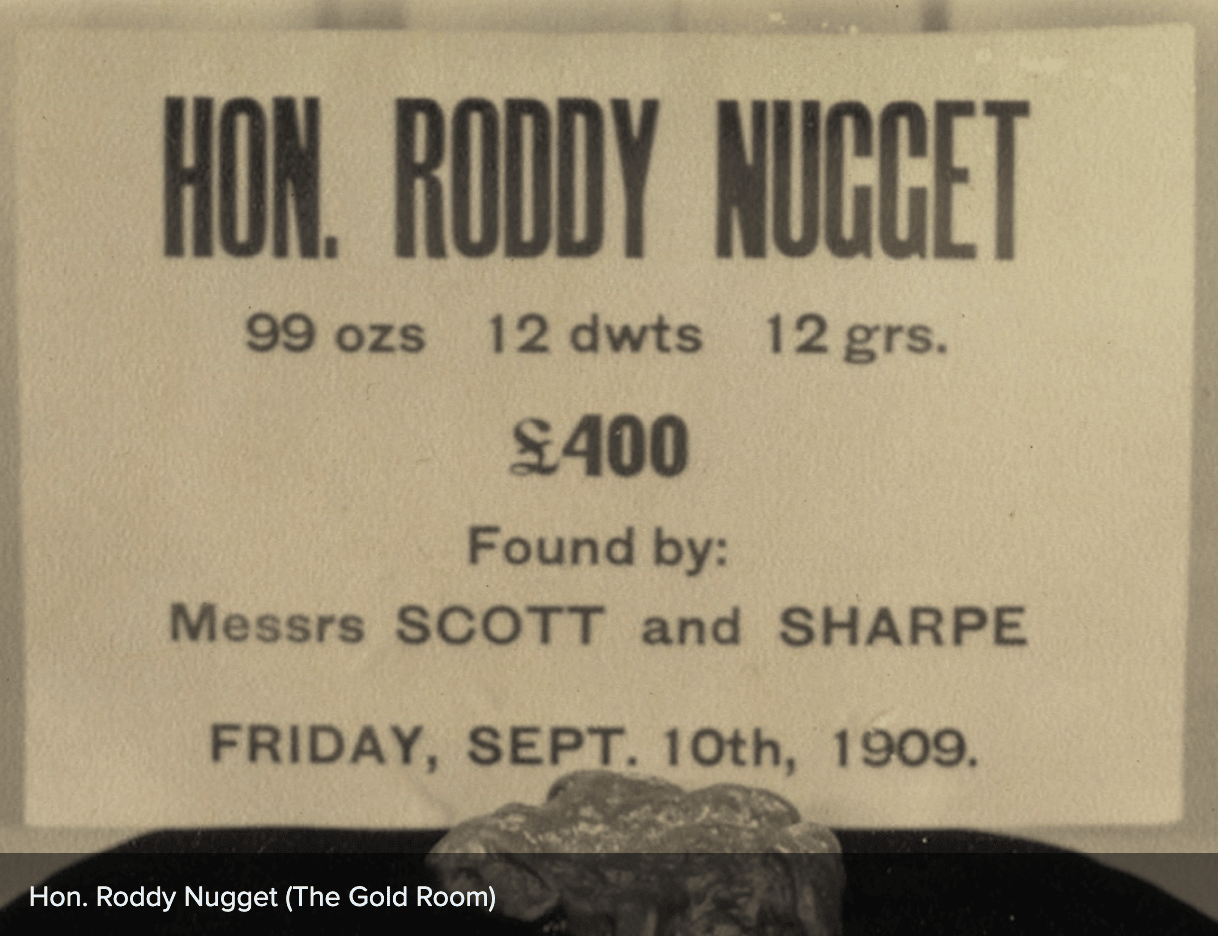 HON. RODDY NUGGET
99 ozs 12 dwts 12 grs.
£400
Found by:
Messrs SCOTT and SHARPE
FRIDAY, SEPT. 10th, 1909.
Hon. Roddy Nugget (The Gold Room)